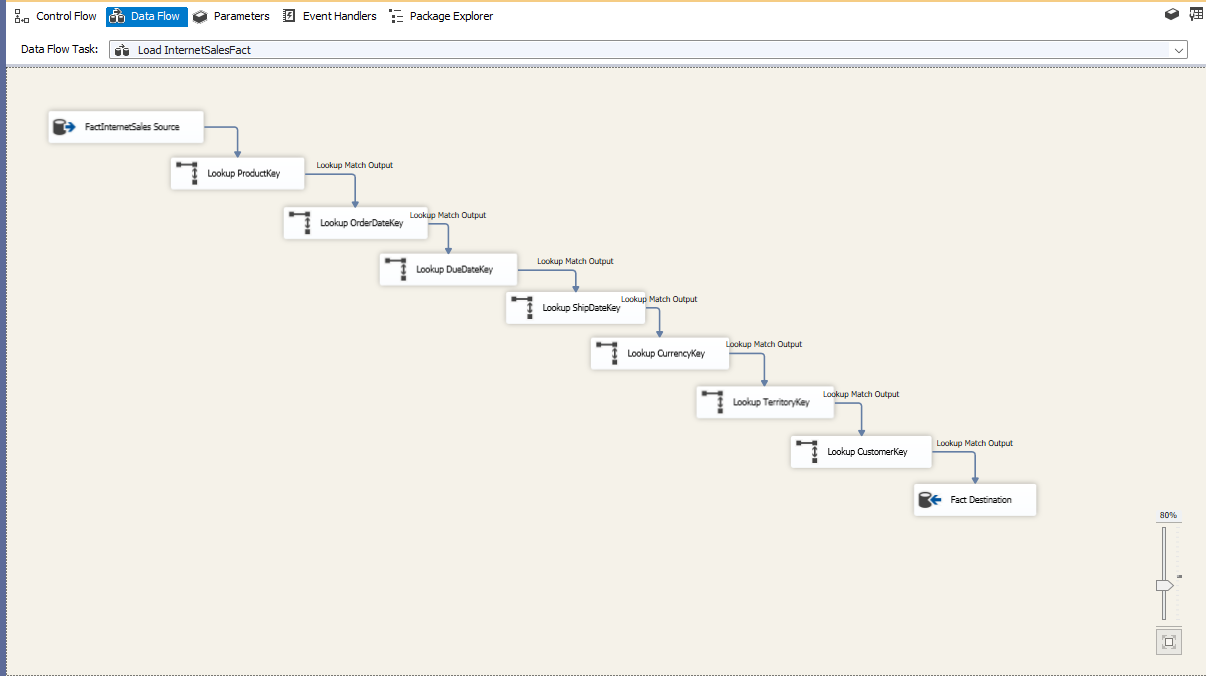 Control Flow
Data Flow
Parameters
Event Handlers
Package Explorer
Data Flow Task:
Load InternetSalesFact
FactInternetSales Source
Lookup ProductKey
Lookup Match Output
Lookup OrderDateKey
Lookup Match Output
Lookup DueDateKey
Lookup Match Output
Lookup ShipDateKey
Lookup Match Output
Lookup CurrencyKey
Lookup Match Output
Lookup TerritoryKey
Lookup Match Output
Lookup CustomerKey
Lookup Match Output
Fact Destination
80%